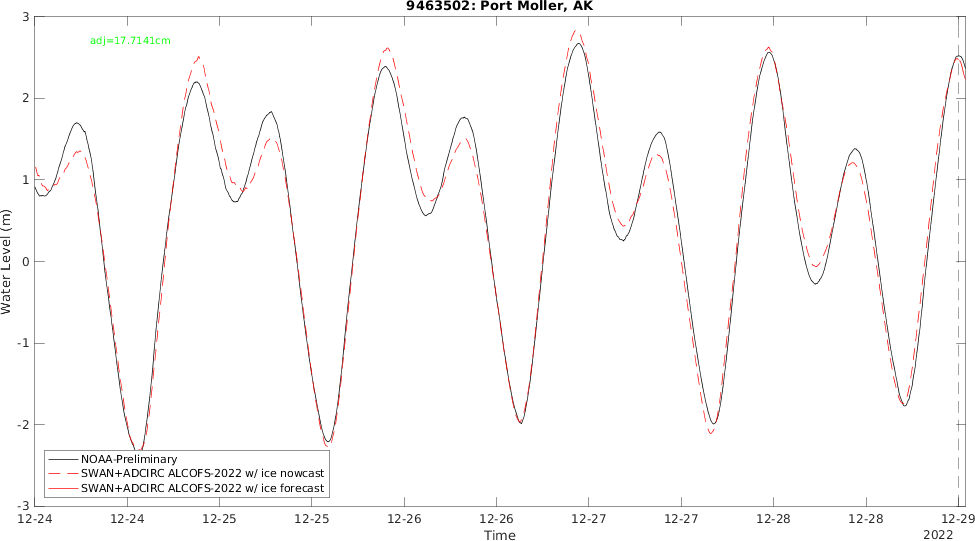 9463502: Port Moller, AK
adj=17.7141cm
3
2
1
0
-1
-2
-3
Water Level (m)
NOAA-Preliminary
SWAN+ADCIRC ALCOFS-2022 w/ ice nowcast
SWAN+ADCIRC ALCOFS-2022 w/ ice forecast
12-24 12-24 12-25 12-25 12-26 12-26 12-27 12-27 12-28 12-28 12-29
Time
2022